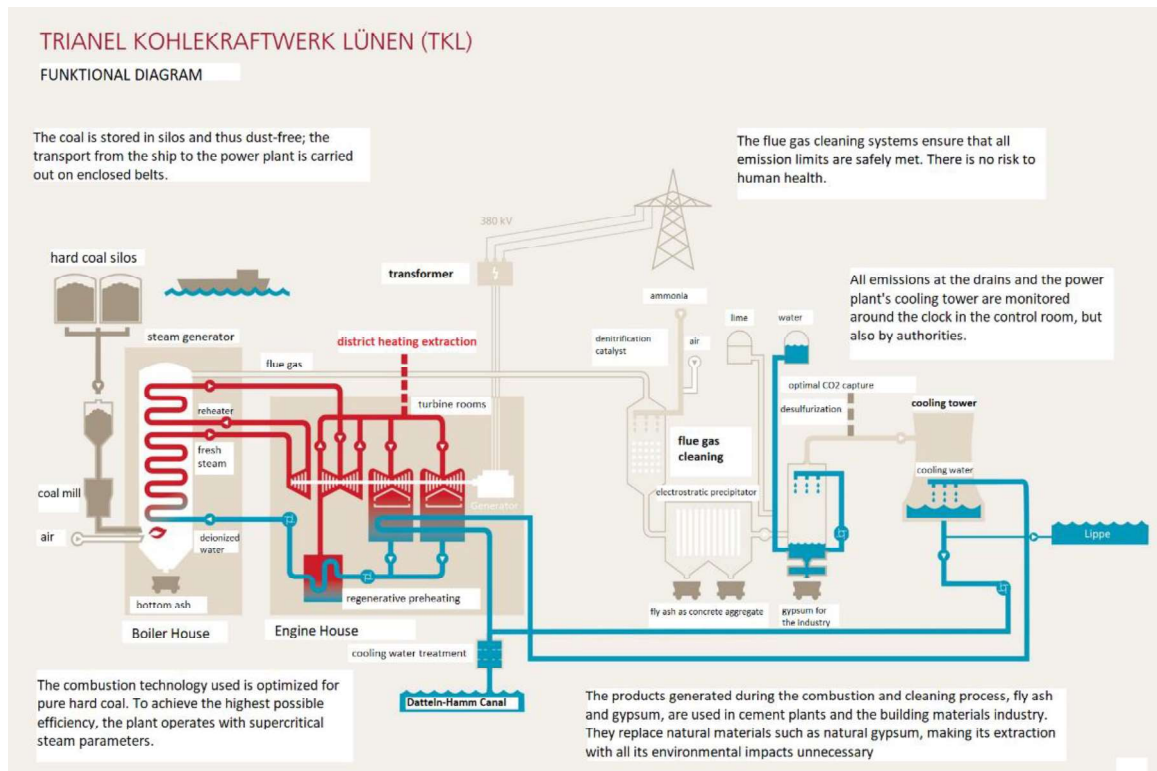 TRIANEL KOHLEKRAFTWERK LÜNEN (TKL)
FUNKTIONAL DIAGRAM
The coal is stored in silos and thus dust-free; the
transport from the ship to the power plant is carried
out on enclosed belts.
The flue gas cleaning systems ensure that all
emission limits are safely met. There is no risk to
human health.
380 kV
hard coal silos
transformer
All emissions at the drains and the power
plant's cooling tower are monitored
around the clock in the control room, but
also by authorities.
ammonia
lime
water
steam generator
district heating extraction
denitrification
catalyst
air
flue gas
optimal CO2 capture
turbine rooms
desulfurization
cooling tower
reheater
fresh
steam
flue gas
cleaning
cooling water
coal mill
electrostratic precipitator
Generator
air
deionized
water
Lippe
regenerative preheating
bottom ash
fly ash as concrete aggregate
gypsum for
the industry
Boiler House
Engine House
cooling water treatment
Datteln-Hamm Canal
The combustion technology used is optimized for
pure hard coal. To achieve the highest possible
efficiency, the plant operates with supercritical
steam parameters.
The products generated during the combustion and cleaning process, fly ash
and gypsum, are used in cement plants and the building materials industry.
They replace natural materials such as natural gypsum, making its extraction
with all its environmental impacts unnecessary